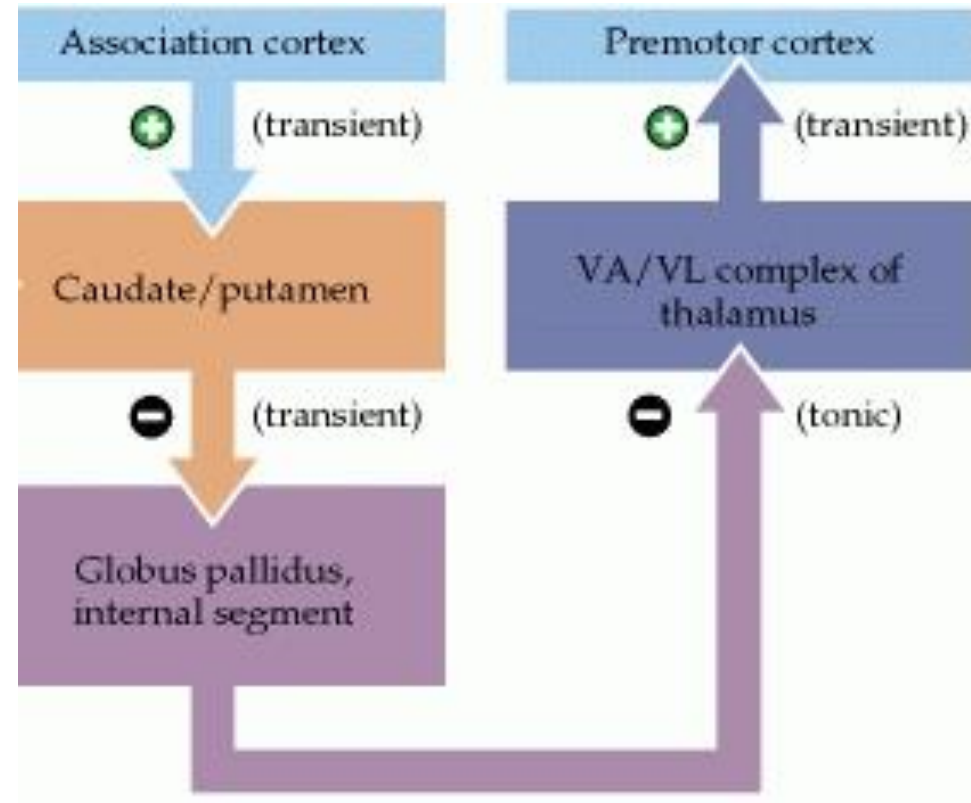 Association cortex
(transient)
Caudate/putamen
(transient)
Globus pallidus,
internal segment
Premotor cortex
(transient)
VA/VL complex of
thalamus
(tonic)